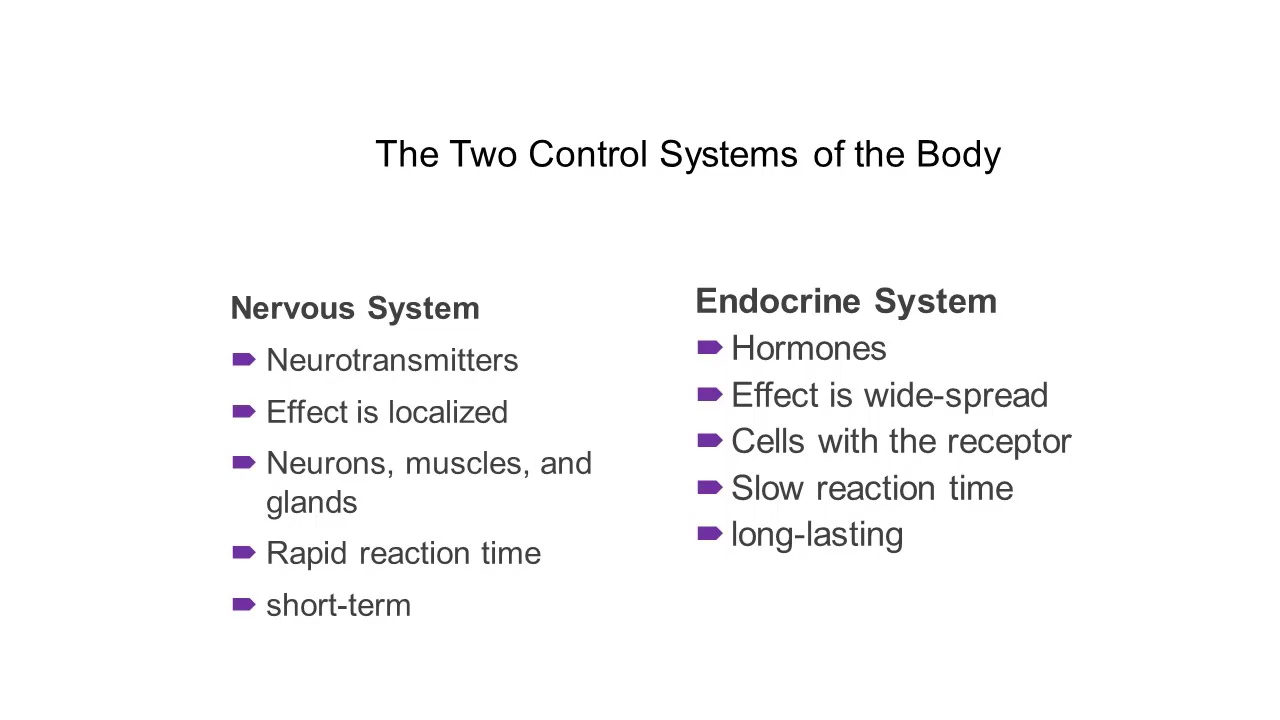 The Two Control Systems of the Body
Nervous System
Neurotransmitters
Effect is localized
Neurons, muscles, and
glands
Rapid reaction time
short-term
Endocrine System
Hormones
Effect is wide-spread
Cells with the receptor
Slow reaction time
long-lasting